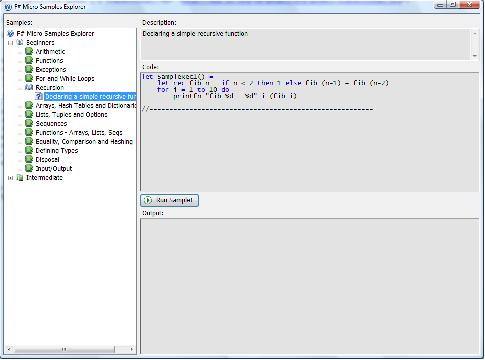 F# Micro Samples Explorer
Samples:
F# Micro Samples Explorer
Beginners
Arithmetic
Functions
Exceptions
For and While Loops
Recursion
Declaring a simple recursive fun
Arrays, Hash Tables and Dictionarie
Lists, Tuples and Options
Sequences
Functions - Arrays, Lists, Seqs
Equality, Comparison and Hashing
Defining Types
Disposal
Input/Output
Intermediate
Description:
Declaring a simple recursive function
Code:
let SampleRec1() =
let rec fib n = if n < 2 then 1 else fib (n-1) + fib (n-2)
for i = 1 to 10 do
printfn "fib %d = %d" i (fib i)
//----------------------------------------------------
Run Sample!
Output: